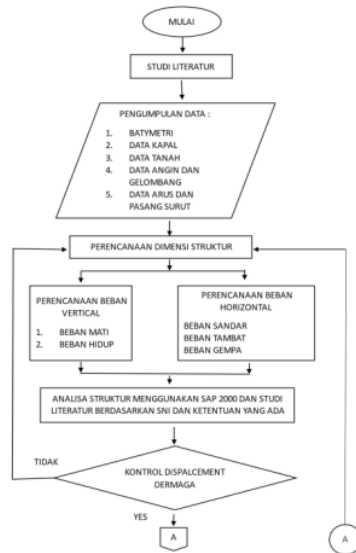 MULAI
STUDI LITERATUR
PENGUMPULAN DATA :
1. BATYMETRI
2. DATA KAPAL
3. DATA TANAH
4. DATA ANGIN DAN
GELOMBANG
5. DATA ARUS DAN
PASANG SURUT
PERENCANAAN DIMENSI STRUKTUR
PERENCANAAN BEBAN
VERTICAL
1. BEBAN MATI
2. BEBAN HIDUP
PERENCANAAN BEBAN
HORIZONTAL
BEBAN SANDAR
BEBAN TAMBAT
BEBAN GEMPA
ANALISA STRUKTUR MENGGUNAKAN SAP 2000 DAN STUDI
LITERATUR BERDASARKAN SNI DAN KETENTUAN YANG ADA
TIDAK
KONTROL DISPALCEMENT
DERMAGA
YES
A
A